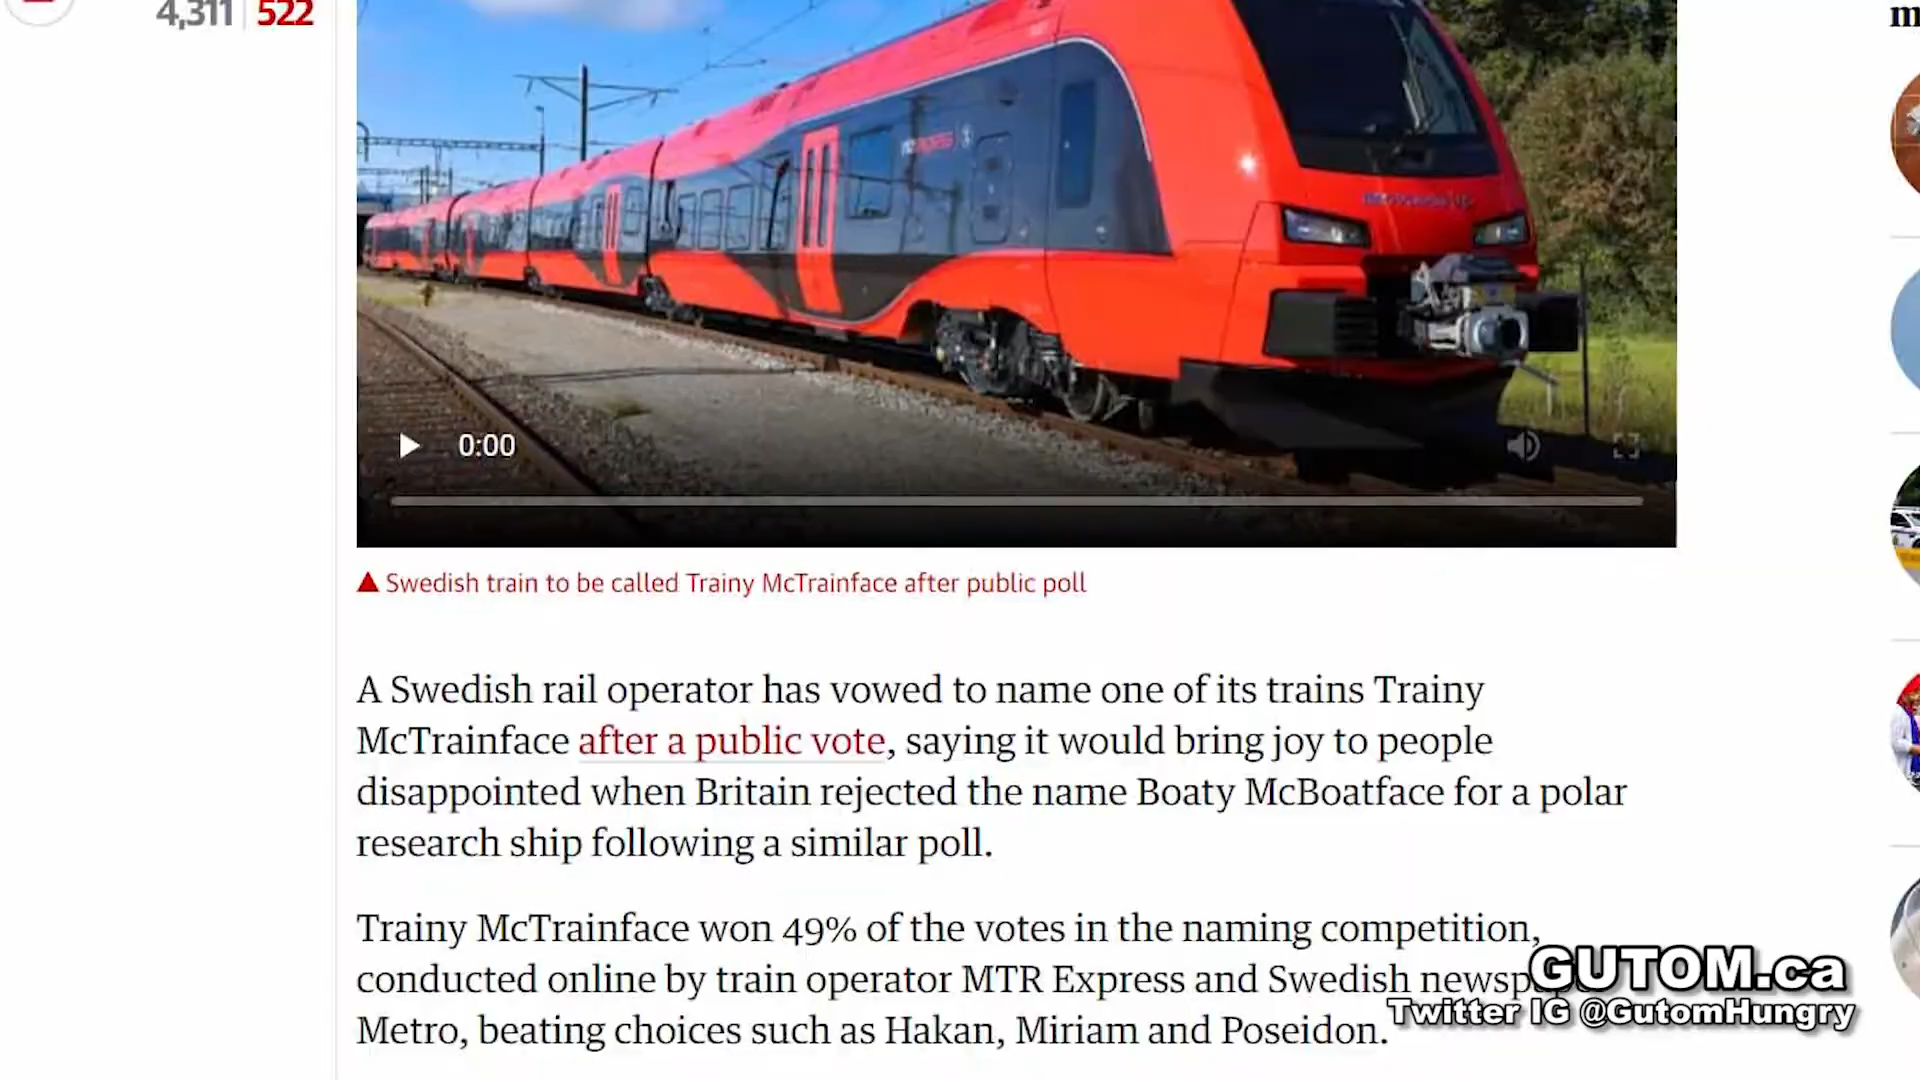 4,311 522
0:00
Swedish train to be called Trainy McTrainface after public poll
A Swedish rail operator has vowed to name one of its trains Trainy
McTrainface after a public vote, saying it would bring joy to people
disappointed when Britain rejected the name Boaty McBoatface for a polar
research ship following a similar poll.
Trainy McTrainface won 49% of the votes in the naming competition,
conducted online by train operator MTR Express and Swedish
Metro, beating choices such as Hakan, Miriam and Poseidon.
GUTOM.ca
Twitter IG @GutomHungry